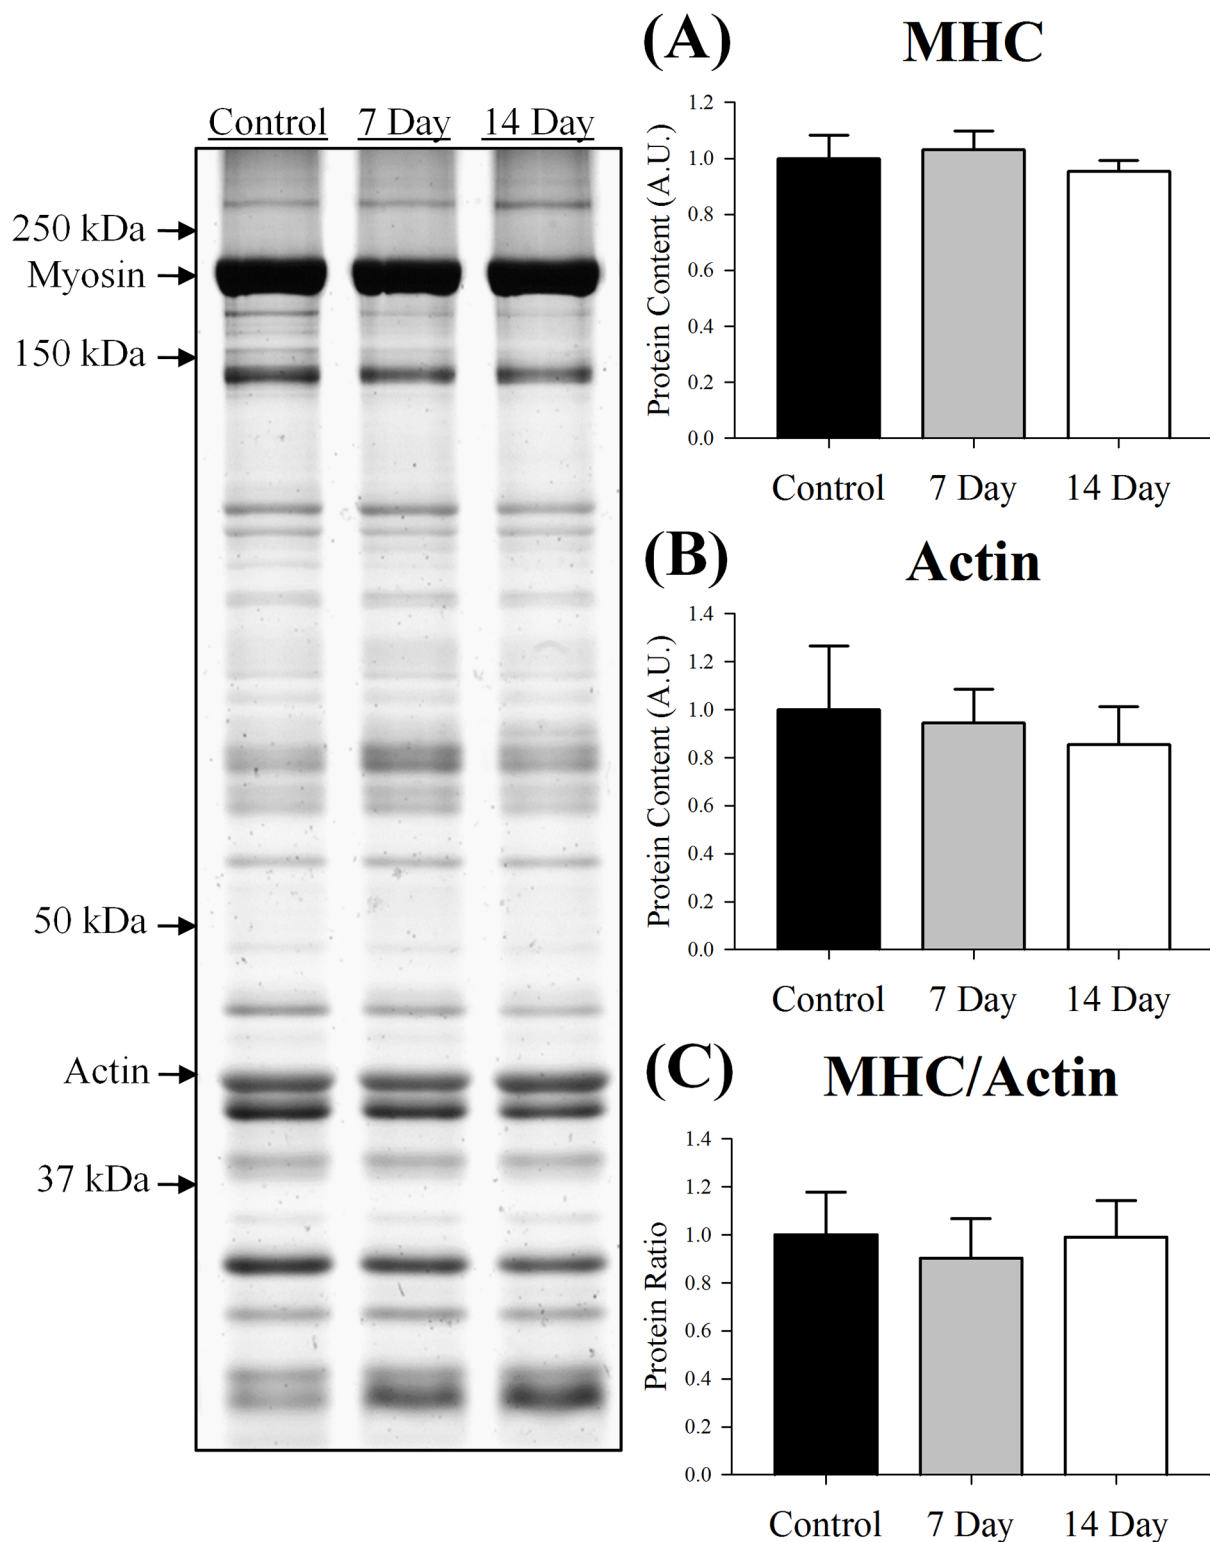 Control 7 Day 14 Day
250 kDa
Myosin
150 kDa
50 kDa
Actin
37 kDa
(A) MHC
Protein Content (A.U.)
1.2
1.0
0.8
0.6
0.4
0.2
0.0
Control 7 Day 14 Day
(B) Actin
Protein Content (A.U.)
1.4
1.2
1.0
0.8
0.6
0.4
0.2
0.0
Control 7 Day 14 Day
(C) MHC/Actin
Protein Ratio
1.4
1.2
1.0
0.8
0.6
0.4
0.2
0.0
Control 7 Day 14 Day